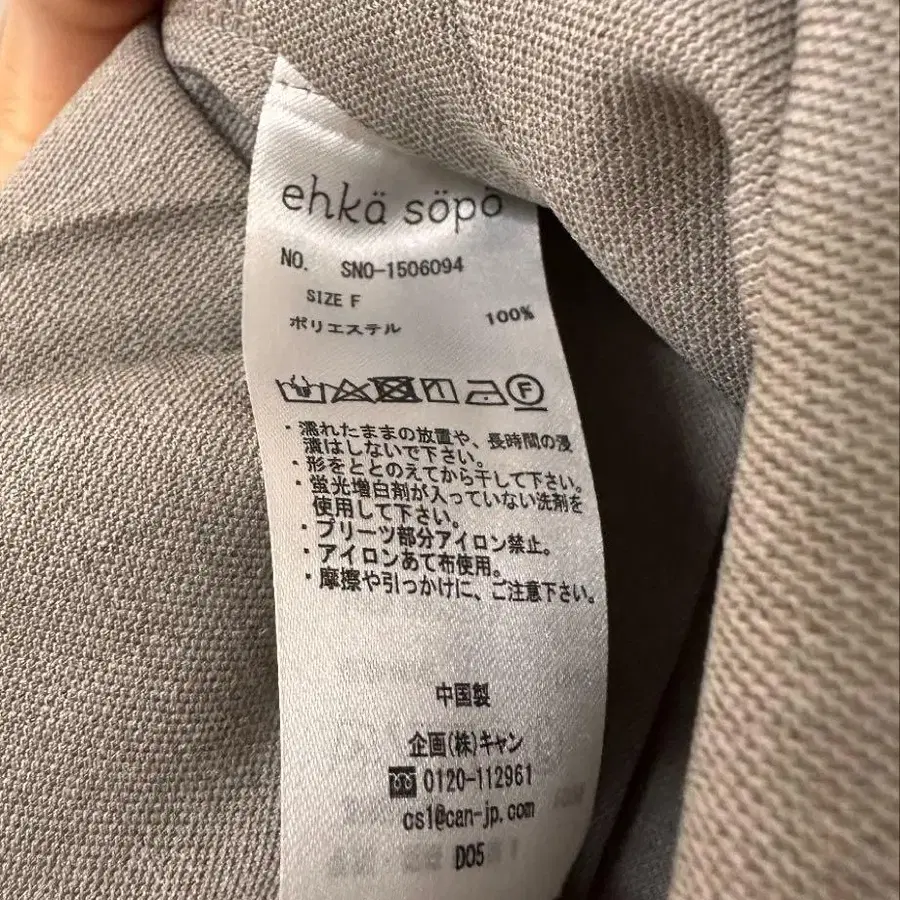 ehkä söpö
NO. SNO-1506094
SIZE F
ポリエステル 100%
F
・濡れたままの放置や、長時間の浸
漬はしないで下さい。
・形をととのえてから干して下さい。
・蛍光増白剤が入っていない洗剤を
使用して下さい。
・プリーツ部分アイロン禁止。
・アイロンあて布使用。
・摩擦や引っかけに、ご注意下さい。
中国製
企画(株)キャン
0120-112961
cs1@can-jp.com
D05